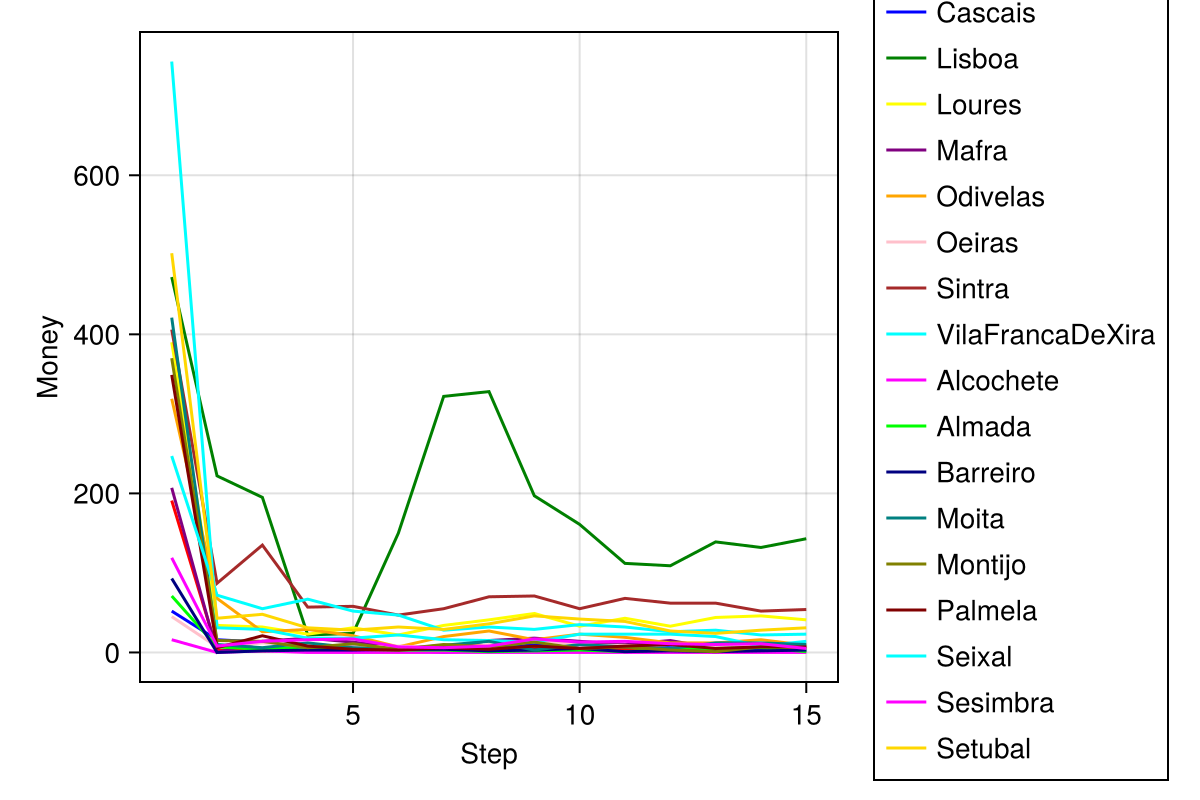 Cascais
Lisboa
Loures
Mafra
Odivelas
Oeiras
Sintra
VilaFrancaDeXira
Alcochete
Almada
Barreiro
Moita
Montijo
Palmela
Seixal
Sesimbra
Setubal
Money
600
400
200
0
5 10 15
Step